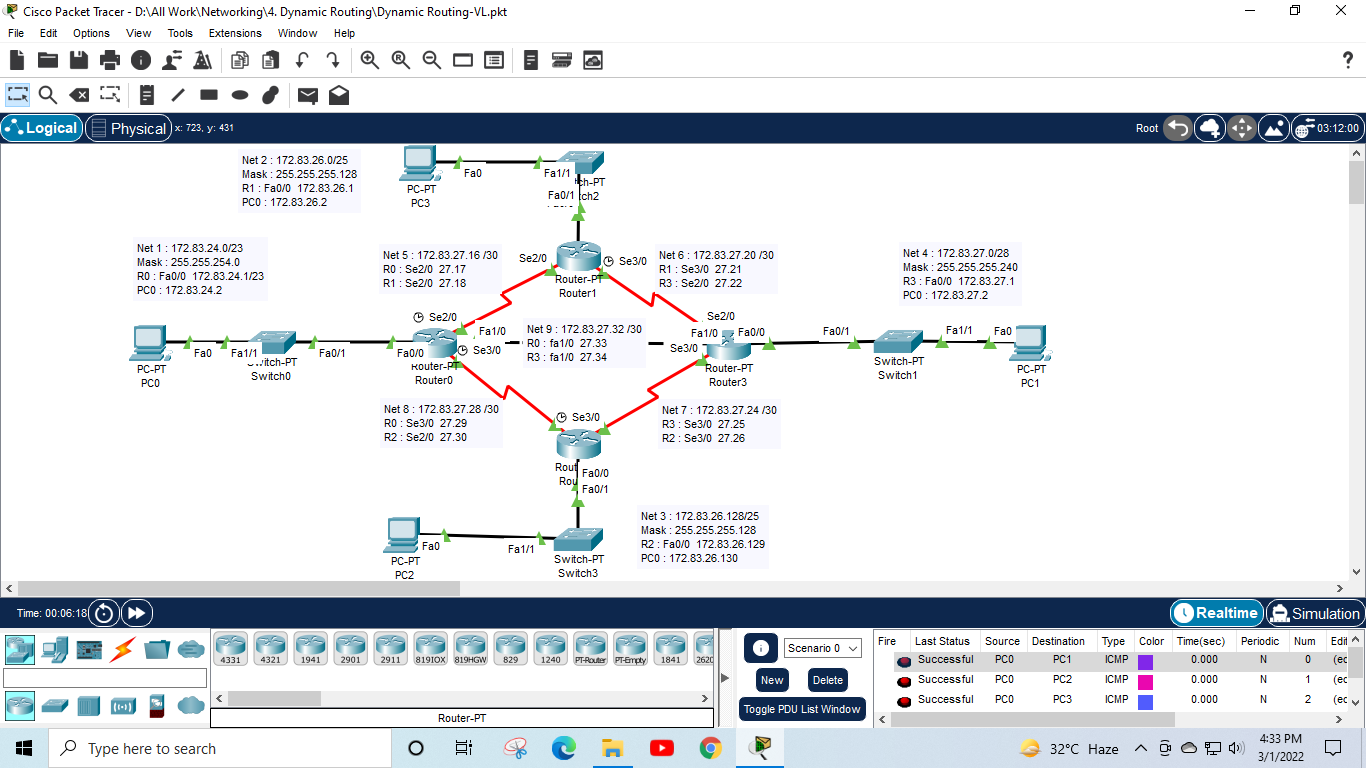 Cisco Packet Tracer - D:\All Work\Networking\4. Dynamic Routing\Dynamic Routing-VL.pkt
File Edit Options View Tools Extensions Window Help
Logical Physical x: 723, y: 431 Root 03:12:00
Net 2 : 172.83.26.0/25
Mask : 255.255.255.128
R1 : Fa0/0 172.83.26.1
PC0 : 172.83.26.2
PC-PT
PC3
Fa0
Fa1/1
Fa0/1
Net 1 : 172.83.24.0/23
Mask : 255.255.254.0
R0 : Fa0/0 172.83.24.1/23
PC0 : 172.83.24.2
Net 5 : 172.83.27.16 /30
R0 : Se2/0 27.17
R1 : Se2/0 27.18
Se2/0
Se3/0
Router-PT
Router1
Net 6 : 172.83.27.20 /30
R1 : Se3/0 27.21
R3 : Se2/0 27.22
Net 4 : 172.83.27.0/28
Mask : 255.255.255.240
R3 : Fa0/0 172.83.27.1
PC0 : 172.83.27.2
PC-PT
PC0
Fa0
Fa1/1
Switch-PT
Switch0
Fa0/1
Fa0/0
Se2/0
Fa1/0
Se3/0
Router-PT
Router0
Net 9 : 172.83.27.32 /30
R0 : fa1/0 27.33
R3 : fa1/0 27.34
Se2/0
Fa1/0
Fa0/0
Se3/0
Router-PT
Router3
Fa0/1
Switch-PT
Switch1
Fa1/1
Fa0
PC-PT
PC1
Net 8 : 172.83.27.28 /30
R0 : Se3/0 27.29
R2 : Se2/0 27.30
Se3/0
Net 7 : 172.83.27.24 /30
R3 : Se3/0 27.25
R2 : Se3/0 27.26
Fa0/0
Fa0/1
Net 3 : 172.83.26.128/25
Mask : 255.255.255.128
R2 : Fa0/0 172.83.26.129
PC0 : 172.83.26.130
PC-PT
PC2
Fa0
Fa1/1
Switch-PT
Switch3
Time: 00:06:18 Realtime Simulation
4331 4321 1941 2901 2911 819IOX 819HGW 829 1240 PT-Router PT-Empty 1841 2620
Router-PT
Scenario 0
New Delete
Toggle PDU List Window
Fire Last Status Source Destination Type Color Time(sec) Periodic Num Edit
Successful PC0 PC1 ICMP 0.000 N 0 (ec
Successful PC0 PC2 ICMP 0.000 N 1 (ec
Successful PC0 PC3 ICMP 0.000 N 2 (ec
Type here to search
32°C Haze
4:33 PM
3/1/2022